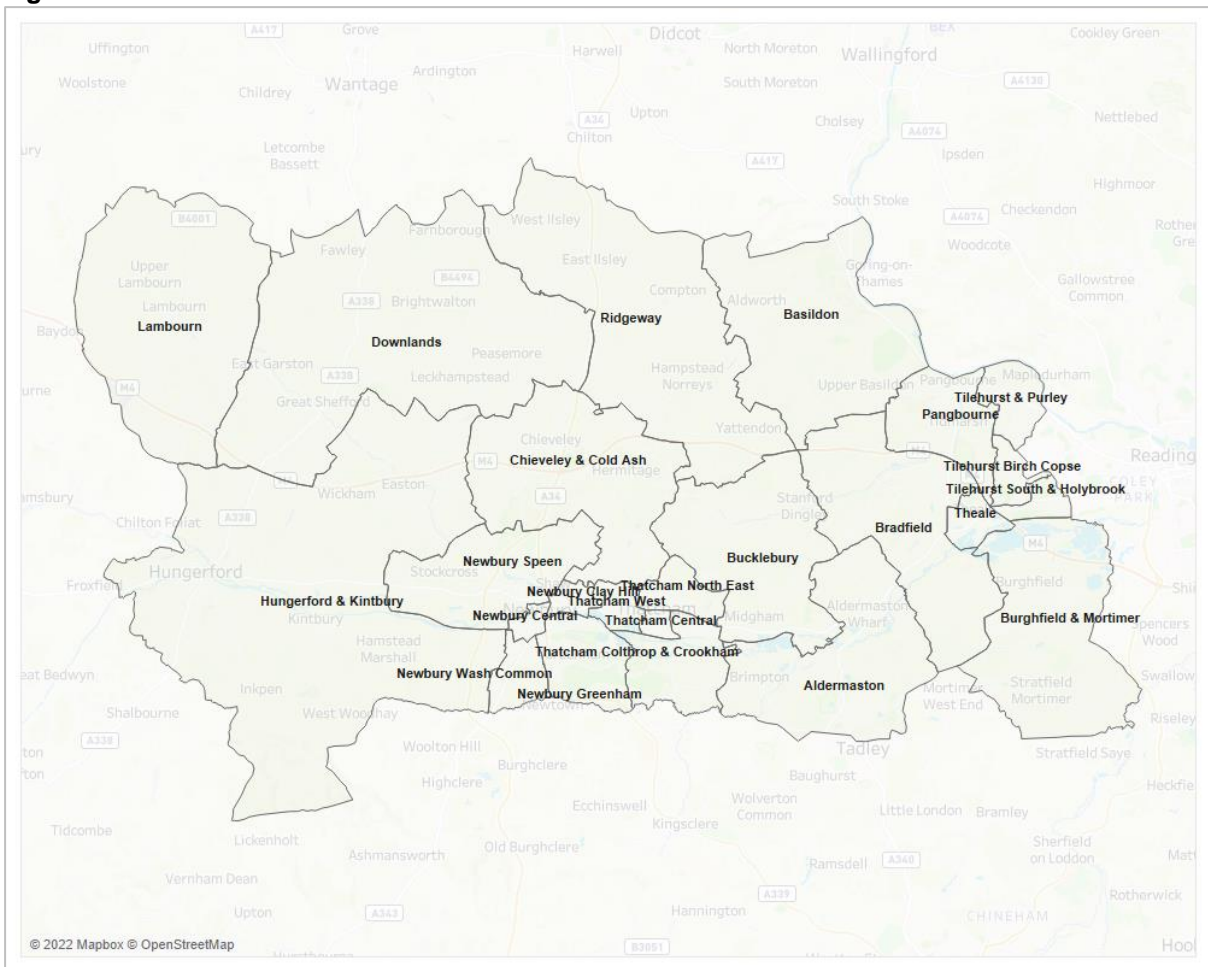 A417
Grove
Didcot
BEX
Cookley Green
Uffington
Harwell
North Moreton
Wallingford
Woolstone
Ardington
Wantage
Childrey
South Moreton
A4130
Nettlebed
A34
Upton
Cholsey
Chilton
A4074
Letcombe
Bassett
A417
Ipsden
Highmoor
South Stoke
Checkendon
B4001
West Ilsley
A4074
Farnborough
Woodcote
Fawley
East Ilsley
Goring-on-
Thames
Upper
Lambourn
B4494
Gallowstree
Common
Compton
Aldworth
A338
Brightwalton
Lambourn
Basildon
Lambourn
Ridgeway
Downlands
Peasemore
East Garston
Hampstead
Norreys
A338
Leckhampstead
Upper Basildon
Pangbourne
Mapledurham
M4
Great Shefford
Tilehurst & Purley
Pangbourne
Yattendon
Chieveley
M4
Reading
Chieveley & Cold Ash
M4
Hermitage
Tilehurst Birch Copse
M4
Easton
Wickham
A34
Stanford
Dingley
Tilehurst South & Holybrook
COLEY
PARK
Chilton Foliat
A338
Theale
Bradfield
M4
Newbury Speen
Bucklebury
Stockcross
Hungerford
Froxfield
Burghfield
Thatcham North East
Newbury Clay Hill
Thatcham West
Hungerford & Kintbury
Kintbury
Newbury Central
Thatcham Central
Midgham
Aldermaston
Wharf
Burghfield & Mortimer
Spencers
Wood
Hamstead
Marshall
Thatcham Colthrop & Crookham
Newbury Wash Common
Brimpton
Aldermaston
Stratfield
Mortimer
Inkpen
Newbury Greenham
Newtown
Mortimer
West End
Shalbourne
West Woodhay
A338
Woolton Hill
Tadley
Stratfield Saye
Burghclere
Highclere
Baughurst
Ecchinswell
Wolverton
Common
Little London
Bramley
Kingsclere
Tidcombe
Lickenholt
Old Burghclere
Sherfield
on Loddon
Ashmansworth
Ramsdell
A340
Vernham Dean
A339
Rotherwick
Upton
A343
Hannington
CHINEHAM
B3051
© 2022 Mapbox © OpenStreetMap